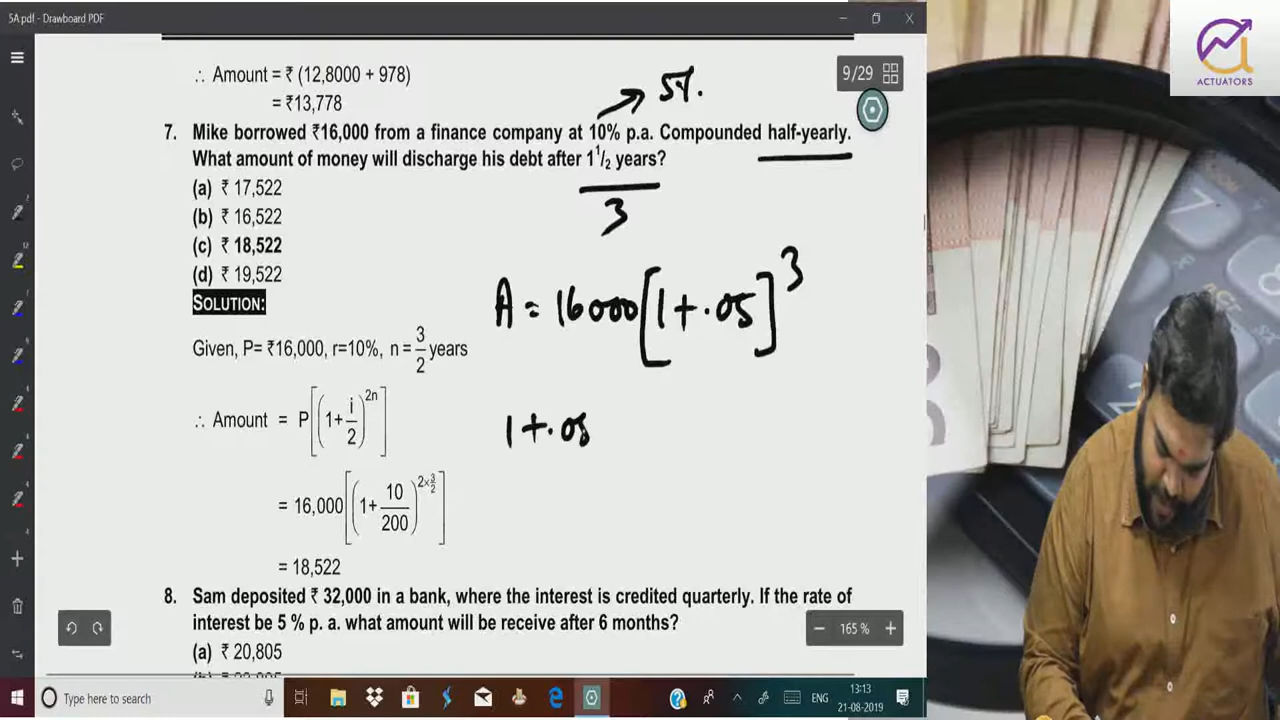 5A.pdf - Drawboard PDF
∴ Amount = ₹ (12,8000 + 978)
= ₹13,778
9/29
→ 5%.
7. Mike borrowed ₹16,000 from a finance company at 10% p.a. Compounded half-yearly.
What amount of money will discharge his debt after 1 1/2 years?
3
(a) ₹ 17,522
(b) ₹ 16,522
(c) ₹ 18,522
(d) ₹ 19,522
SOLUTION:
A = 16000[1+.05]^3
Given, P= ₹16,000, r=10%, n = 3/2 years
∴ Amount = P[(1+i/2)^2n]
1+.05
= 16,000[(1+10/200)^2×3/2]
= 18,522
8. Sam deposited ₹ 32,000 in a bank, where the interest is credited quarterly. If the rate of
interest be 5 % p. a. what amount will be receive after 6 months?
(a) ₹ 20,805
165 %
Type here to search
ENG
13:13
21-08-2019
ACTUATORS